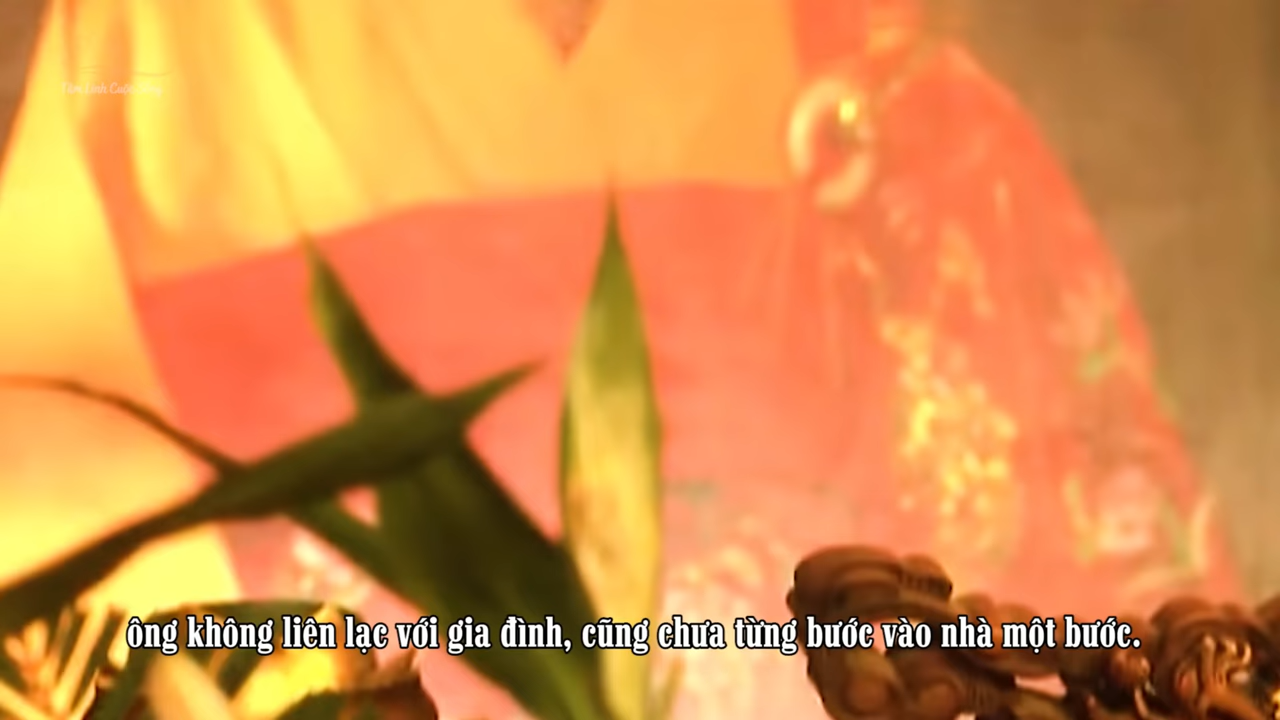 ông không liên lạc với gia đình, cũng chưa từng bước vào nhà một bước.